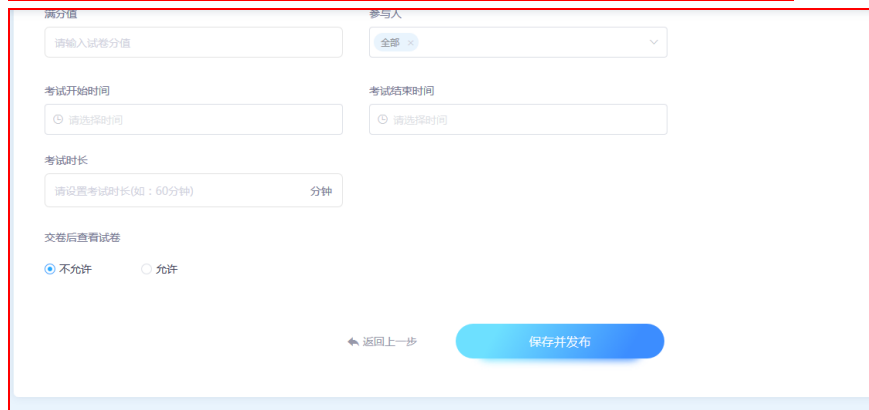 满分值
参与人
请输入试卷分值
全部 ×
考试开始时间
考试结束时间
请选择时间
请选择时间
考试时长
请设置考试时长(如：60分钟)
分钟
交卷后查看试卷
不允许
允许
返回上一步
保存并发布